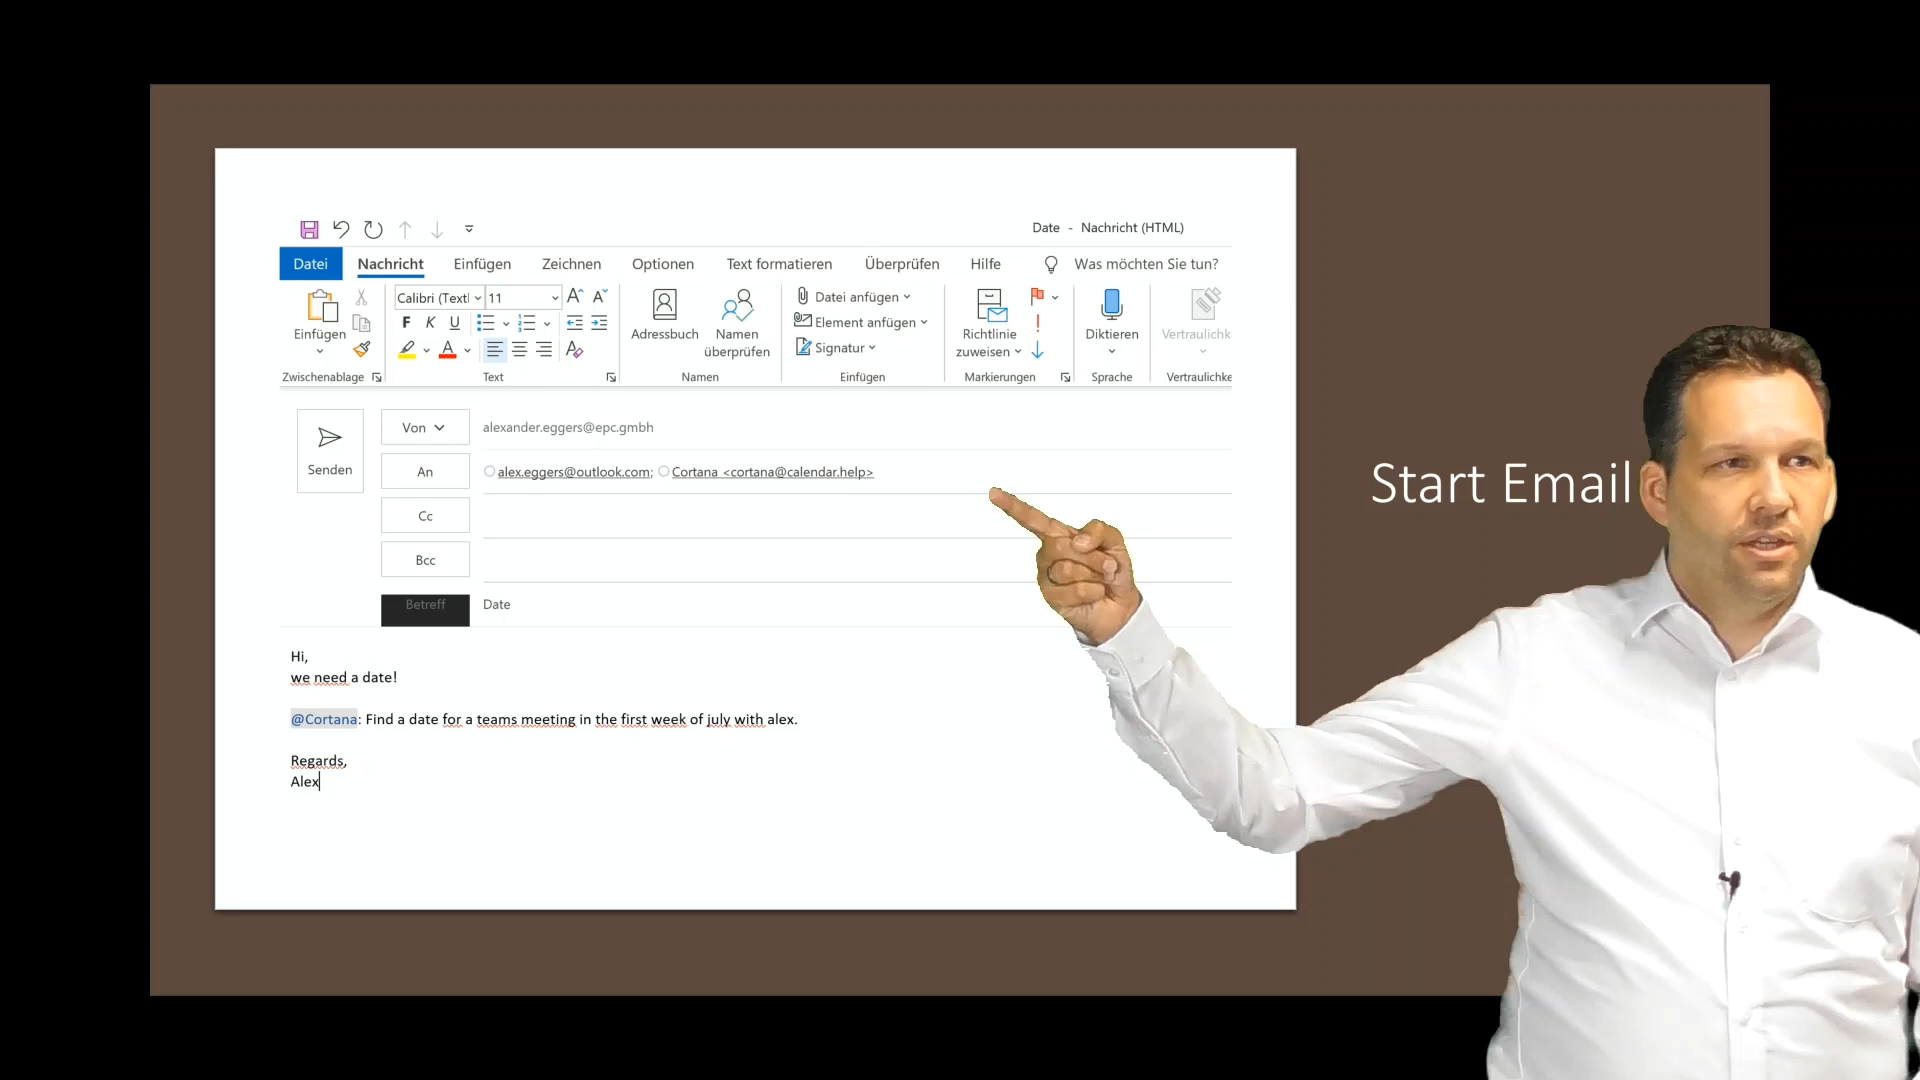 Date - Nachricht (HTML)
Datei Nachricht Einfügen Zeichnen Optionen Text formatieren Überprüfen Hilfe Was möchten Sie tun?
Calibri (Textl 11 A A Datei anfügen
Einfügen F K U Adressbuch Namen überprüfen Element anfügen Richtlinie zuweisen Diktieren Vertraulichk
A A Signatur
Zwischenablage Text Namen Einfügen Markierungen Sprache Vertraulichke
Senden
Von alexander.eggers@epc.gmbh
An alex.eggers@outlook.com; Cortana <cortana@calendar.help>
Cc
Bcc
Betreff Date
Hi,
we need a date!
@Cortana: Find a date for a teams meeting in the first week of july with alex.
Regards,
Alex
Start Email